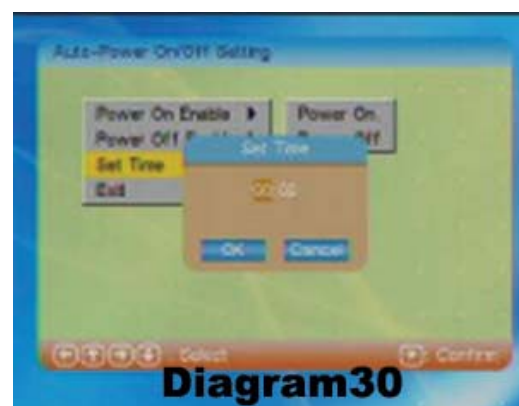 Auto-Power On/Off Setting
Power On Enable Power On
Power Off
Set Time
Set Time
Exit
OK Cancel
Select
Confirm
Diagram30